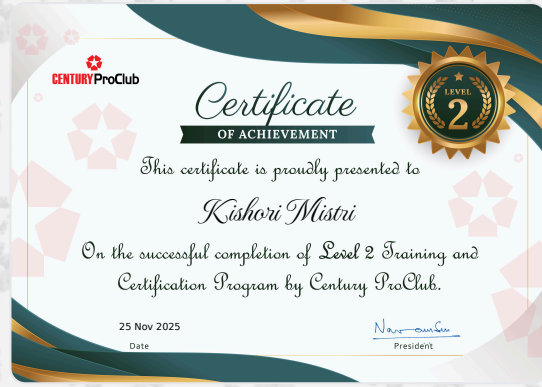 CENTURY ProClub
LEVEL
2
Certificate
OF ACHIEVEMENT
This certificate is proudly presented to
Kishori Mistri
On the successful completion of Level 2 Training and
Certification Program by Century ProClub.
25 Nov 2025
Date
President